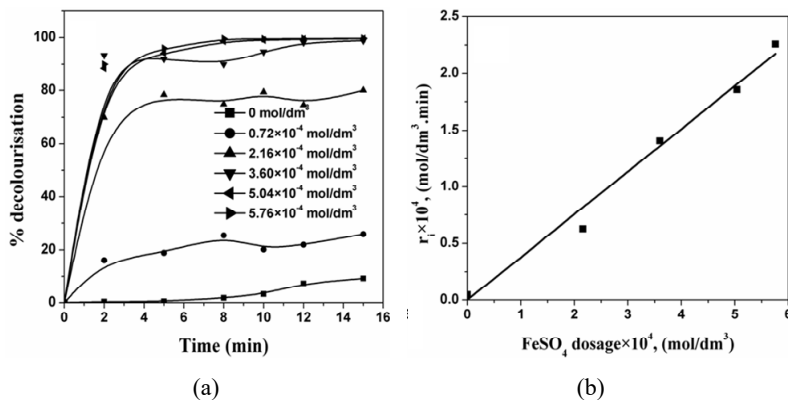 100
80
60
40
20
0
% decolourisation
0 mol/dm³
0.72×10⁻⁴ mol/dm³
2.16×10⁻⁴ mol/dm³
3.60×10⁻⁴ mol/dm³
5.04×10⁻⁴ mol/dm³
5.76×10⁻⁴ mol/dm³
0 2 4 6 8 10 12 14 16
Time (min)
(a)
2.5
2.0
1.5
1.0
0.5
0.0
rᵢ×10⁴, (mol/dm³.min)
0 1 2 3 4 5 6
FeSO₄ dosage×10⁴, (mol/dm³)
(b)